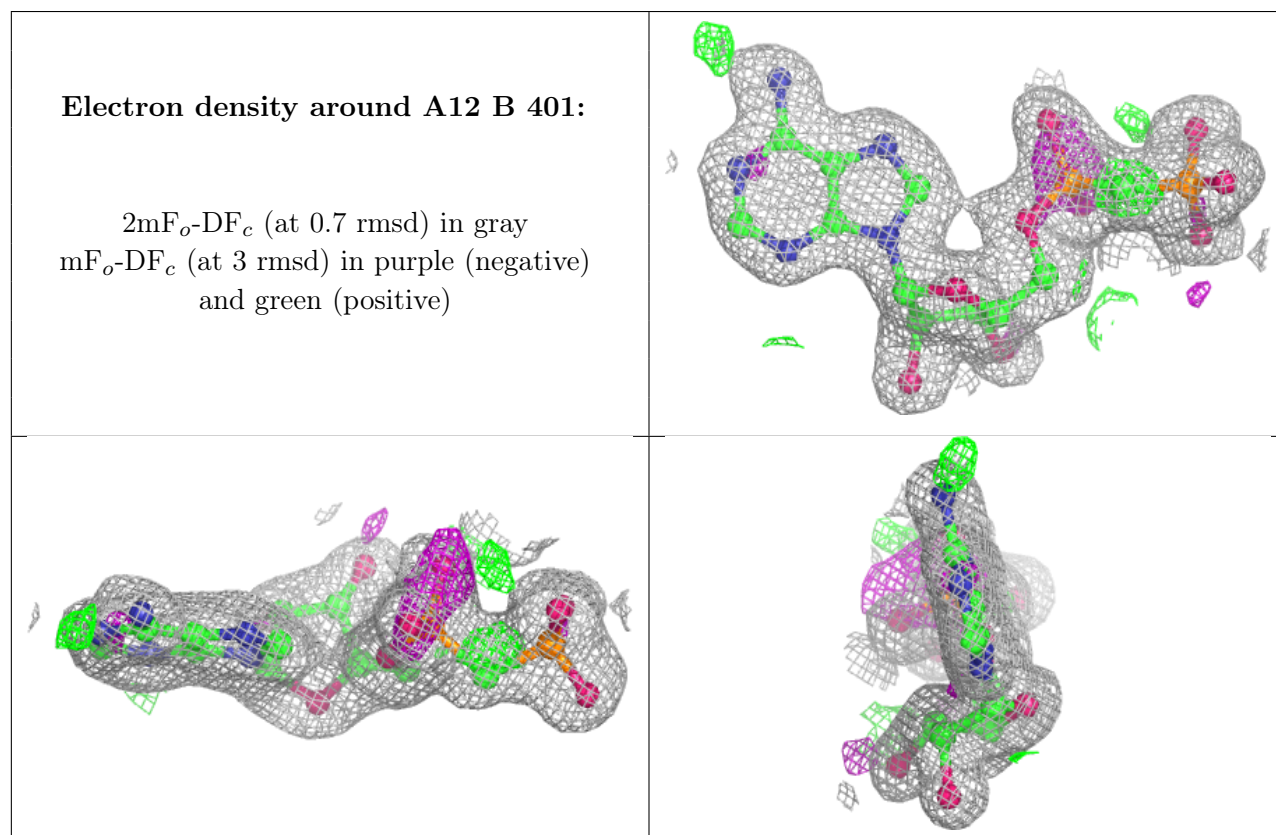 Electron density around A12 B 401:
2mFo-DFc (at 0.7 rmsd) in gray
mFo-DFc (at 3 rmsd) in purple (negative)
and green (positive)